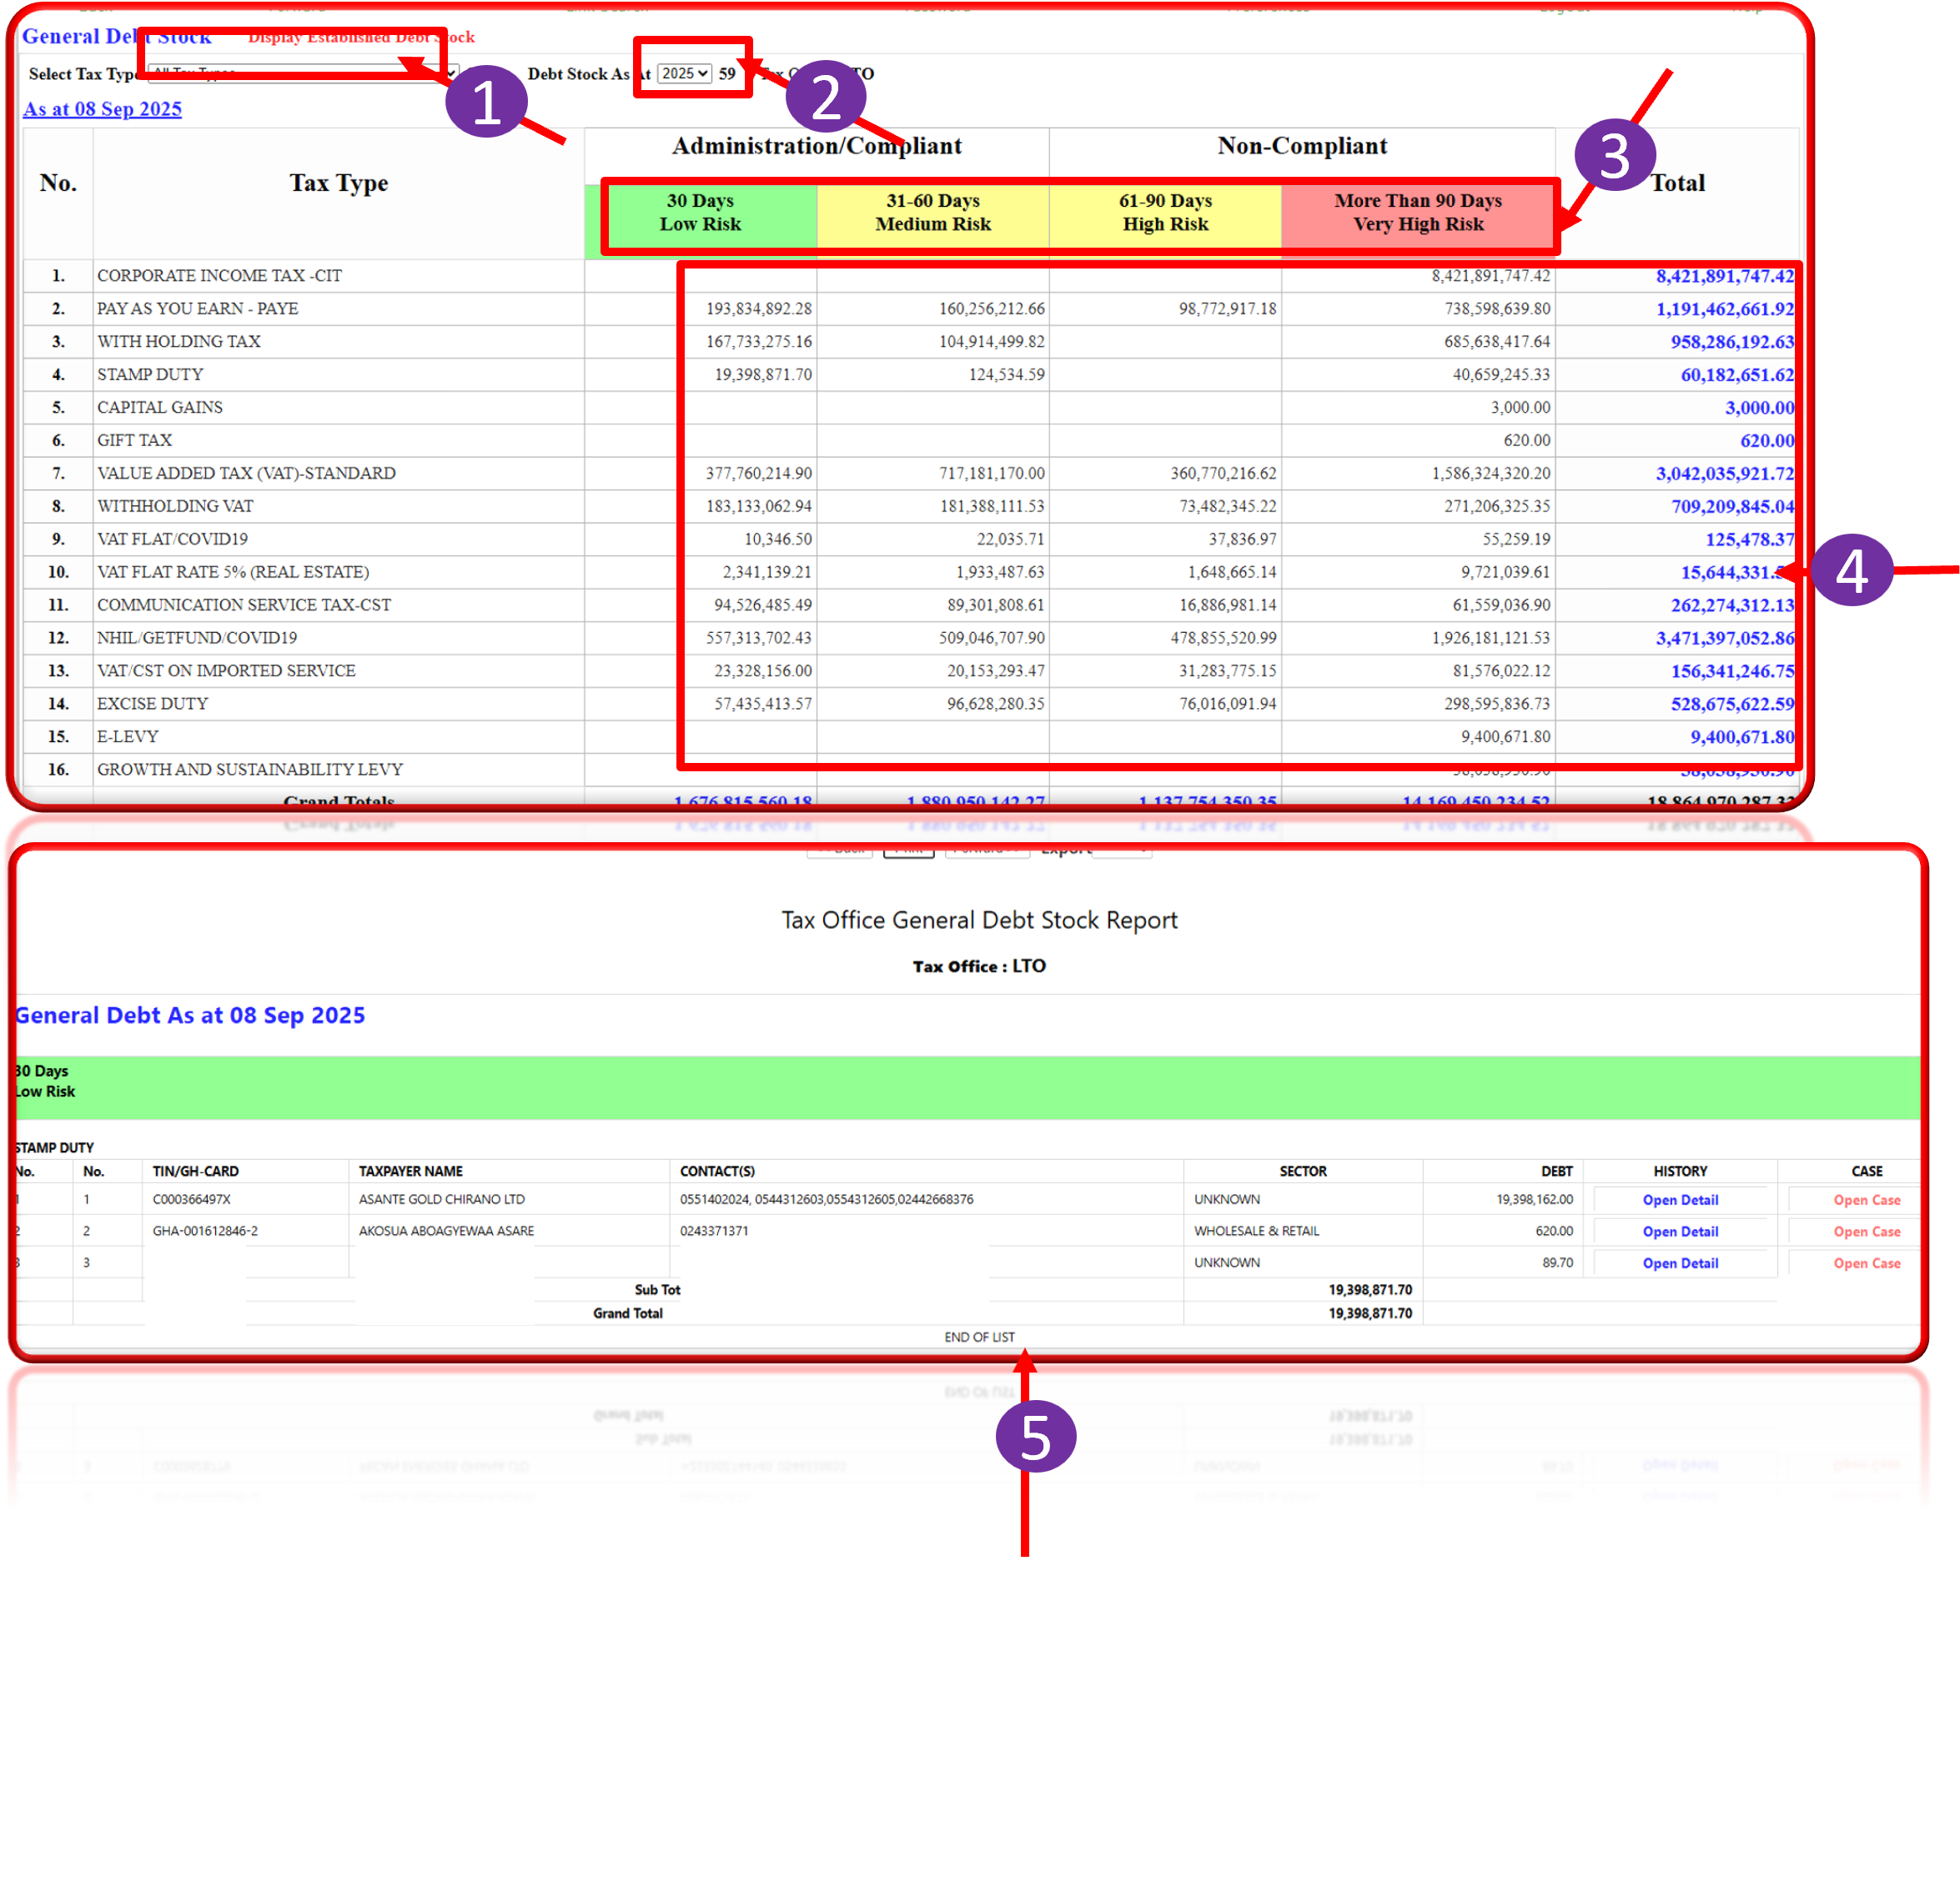 General Debt Stock Display Established Debt Stock
Select Tax Type All Tax Types Debt Stock As At 2025 59
As at 08 Sep 2025
1
2
3
No. Tax Type Administration/Compliant Non-Compliant Total
30 Days 31-60 Days 61-90 Days More Than 90 Days
Low Risk Medium Risk High Risk Very High Risk
1. CORPORATE INCOME TAX -CIT 8,421,891,747.42 8,421,891,747.42
2. PAY AS YOU EARN - PAYE 193,834,892.28 160,256,212.66 98,772,917.18 738,598,639.80 1,191,462,661.92
3. WITH HOLDING TAX 167,733,275.16 104,914,499.82 685,638,417.64 958,286,192.63
4. STAMP DUTY 19,398,871.70 124,534.59 40,659,245.33 60,182,651.62
5. CAPITAL GAINS 3,000.00 3,000.00
6. GIFT TAX 620.00 620.00
7. VALUE ADDED TAX (VAT)-STANDARD 377,760,214.90 717,181,170.00 360,770,216.62 1,586,324,320.20 3,042,035,921.72
8. WITHHOLDING VAT 183,133,062.94 181,388,111.53 73,482,345.22 271,206,325.35 709,209,845.04
9. VAT FLAT/COVID19 10,346.50 22,035.71 37,836.97 55,259.19 125,478.37
10. VAT FLAT RATE 5% (REAL ESTATE) 2,341,139.21 1,933,487.63 1,648,665.14 9,721,039.61
4
11. COMMUNICATION SERVICE TAX-CST 94,526,485.49 89,301,808.61 16,886,981.14 61,559,036.90 262,274,312.13
12. NHIL/GETFUND/COVID19 557,313,702.43 509,046,707.90 478,855,520.99 1,926,181,121.53 3,471,397,052.86
13. VAT/CST ON IMPORTED SERVICE 23,328,156.00 20,153,293.47 31,283,775.15 81,576,022.12 156,341,246.75
14. EXCISE DUTY 57,435,413.57 96,628,280.35 76,016,091.94 298,595,836.73 528,675,622.59
15. E-LEVY 9,400,671.80 9,400,671.80
16. GROWTH AND SUSTAINABILITY LEVY
Grand Totals 1,676,815,560.18 1,880,950,142.27 1,137,754,350.35 14,169,450,234.52
Tax Office General Debt Stock Report
Tax Office : LTO
General Debt As at 08 Sep 2025
30 Days
Low Risk
STAMP DUTY
No. No. TIN/GH-CARD TAXPAYER NAME CONTACT(S) SECTOR DEBT HISTORY CASE
1 1 C000366497X ASANTE GOLD CHIRANO LTD 0551402024, 0544312603,0554312605,02442668376 UNKNOWN 19,398,162.00 Open Detail Open Case
2 2 GHA-001612846-2 AKOSUA ABOAGYEWAA ASARE 0243371371 WHOLESALE & RETAIL 620.00 Open Detail Open Case
3 3 UNKNOWN 89.70 Open Detail Open Case
Sub Tot 19,398,871.70
Grand Total 19,398,871.70
END OF LIST
5